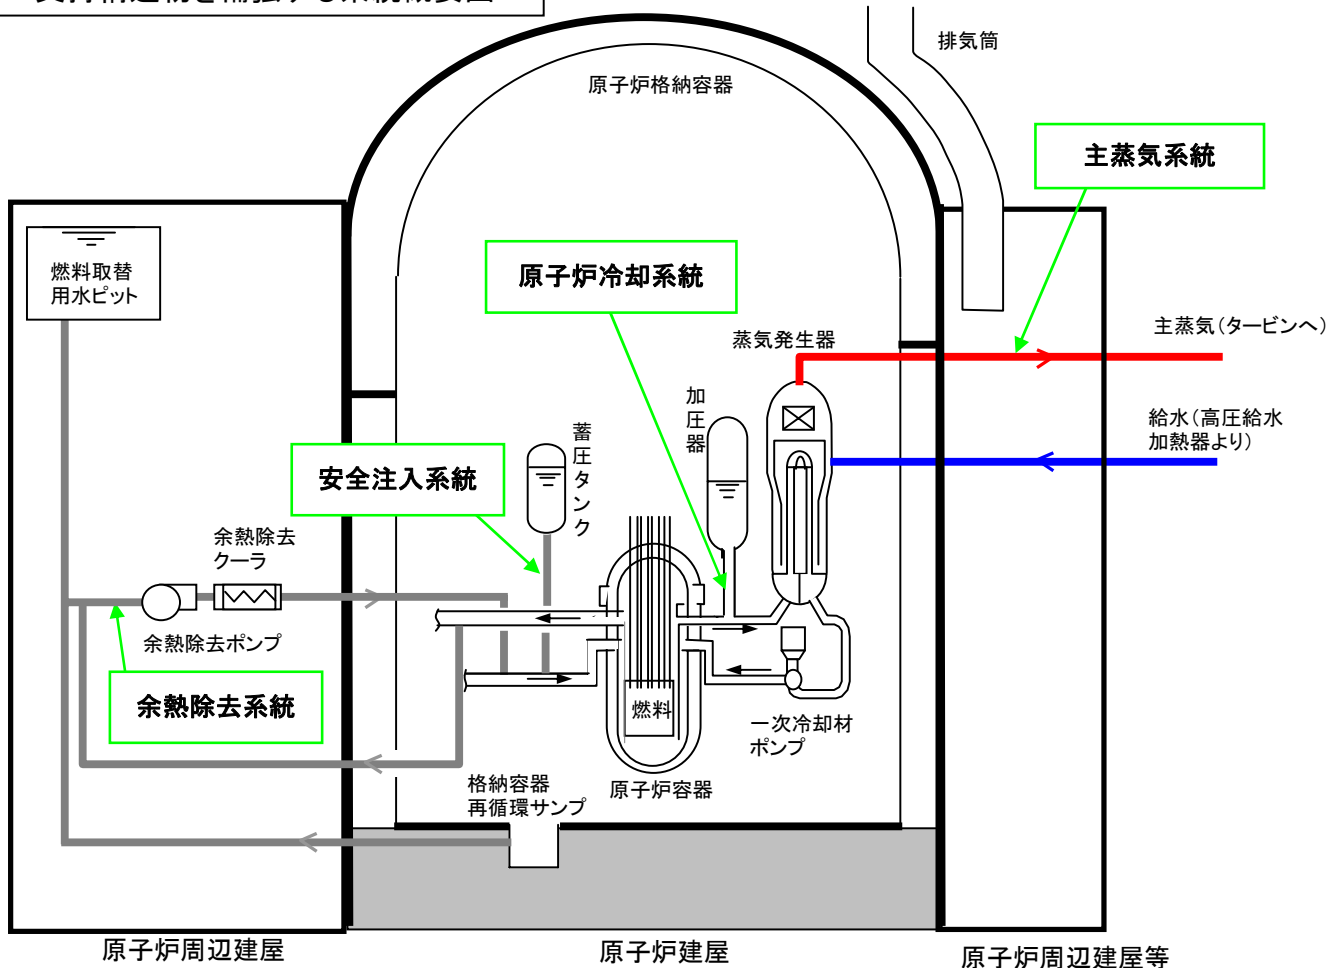 排気筒
原子炉格納容器
主蒸気系統
燃料取替
用水ピット
原子炉冷却系統
主蒸気(タービンへ)
蒸気発生器
加圧器
給水(高圧給水
加熱器より)
蓄圧タンク
安全注入系統
余熱除去
クーラ
余熱除去ポンプ
余熱除去系統
燃料
一次冷却材
ポンプ
格納容器
再循環サンプ
原子炉容器
原子炉周辺建屋
原子炉建屋
原子炉周辺建屋等